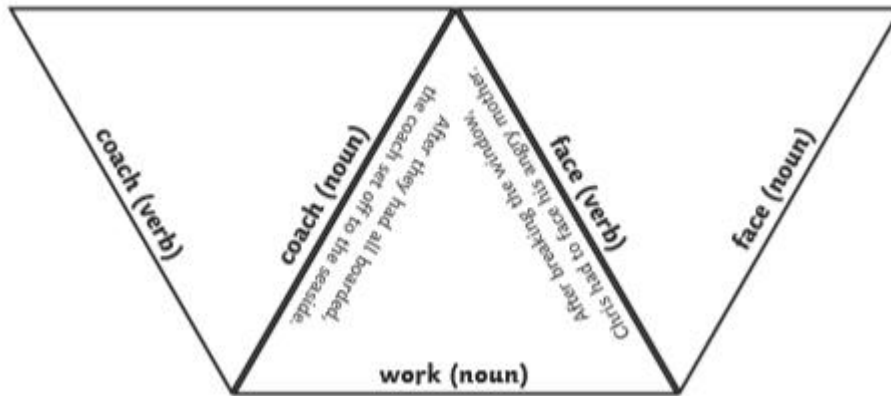 coach (verb)
coach (noun)
After they had all boarded,
the coach set off to the seaside.
After breaking the window,
Chris had to face his angry mother.
face (verb)
face (noun)
work (noun)